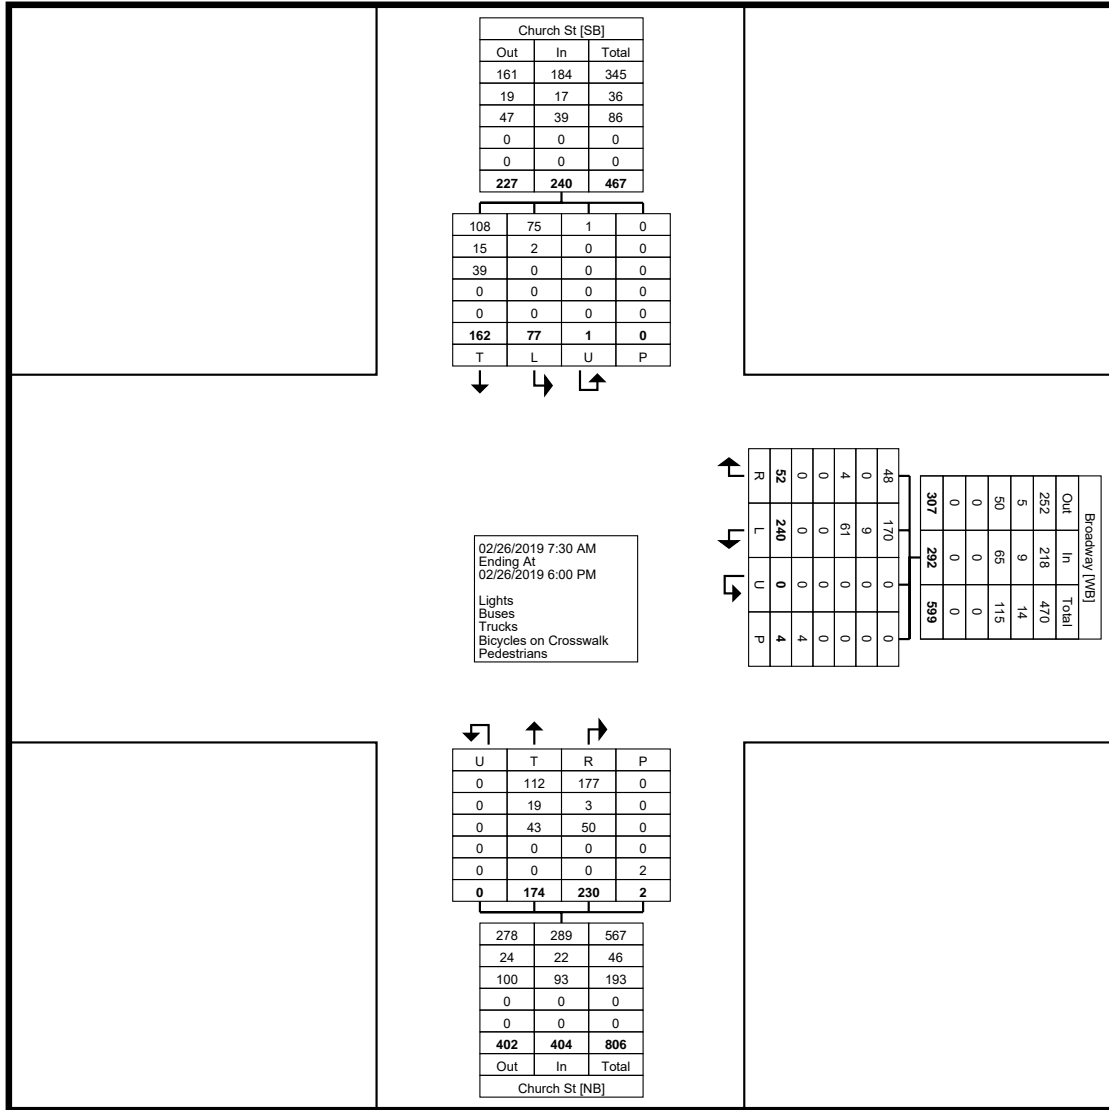 Church St [SB]
Out In Total
161 184 345
19 17 36
47 39 86
0 0 0
0 0 0
227 240 467
108 75 1 0
15 2 0 0
39 0 0 0
0 0 0 0
0 0 0 0
162 77 1 0
T L U P
Broadway [WB]
Out In Total
252 218 470
5 9 14
50 65 115
0 0 0
0 0 0
307 292 599
48 170 0 0
0 9 0 0
4 61 0 0
0 0 0 0
0 0 0 4
52 240 0 4
R L U P
02/26/2019 7:30 AM
Ending At
02/26/2019 6:00 PM
Lights
Buses
Trucks
Bicycles on Crosswalk
Pedestrians
U T R P
0 112 177 0
0 19 3 0
0 43 50 0
0 0 0 0
0 0 0 2
0 174 230 2
278 289 567
24 22 46
100 93 193
0 0 0
0 0 0
402 404 806
Out In Total
Church St [NB]